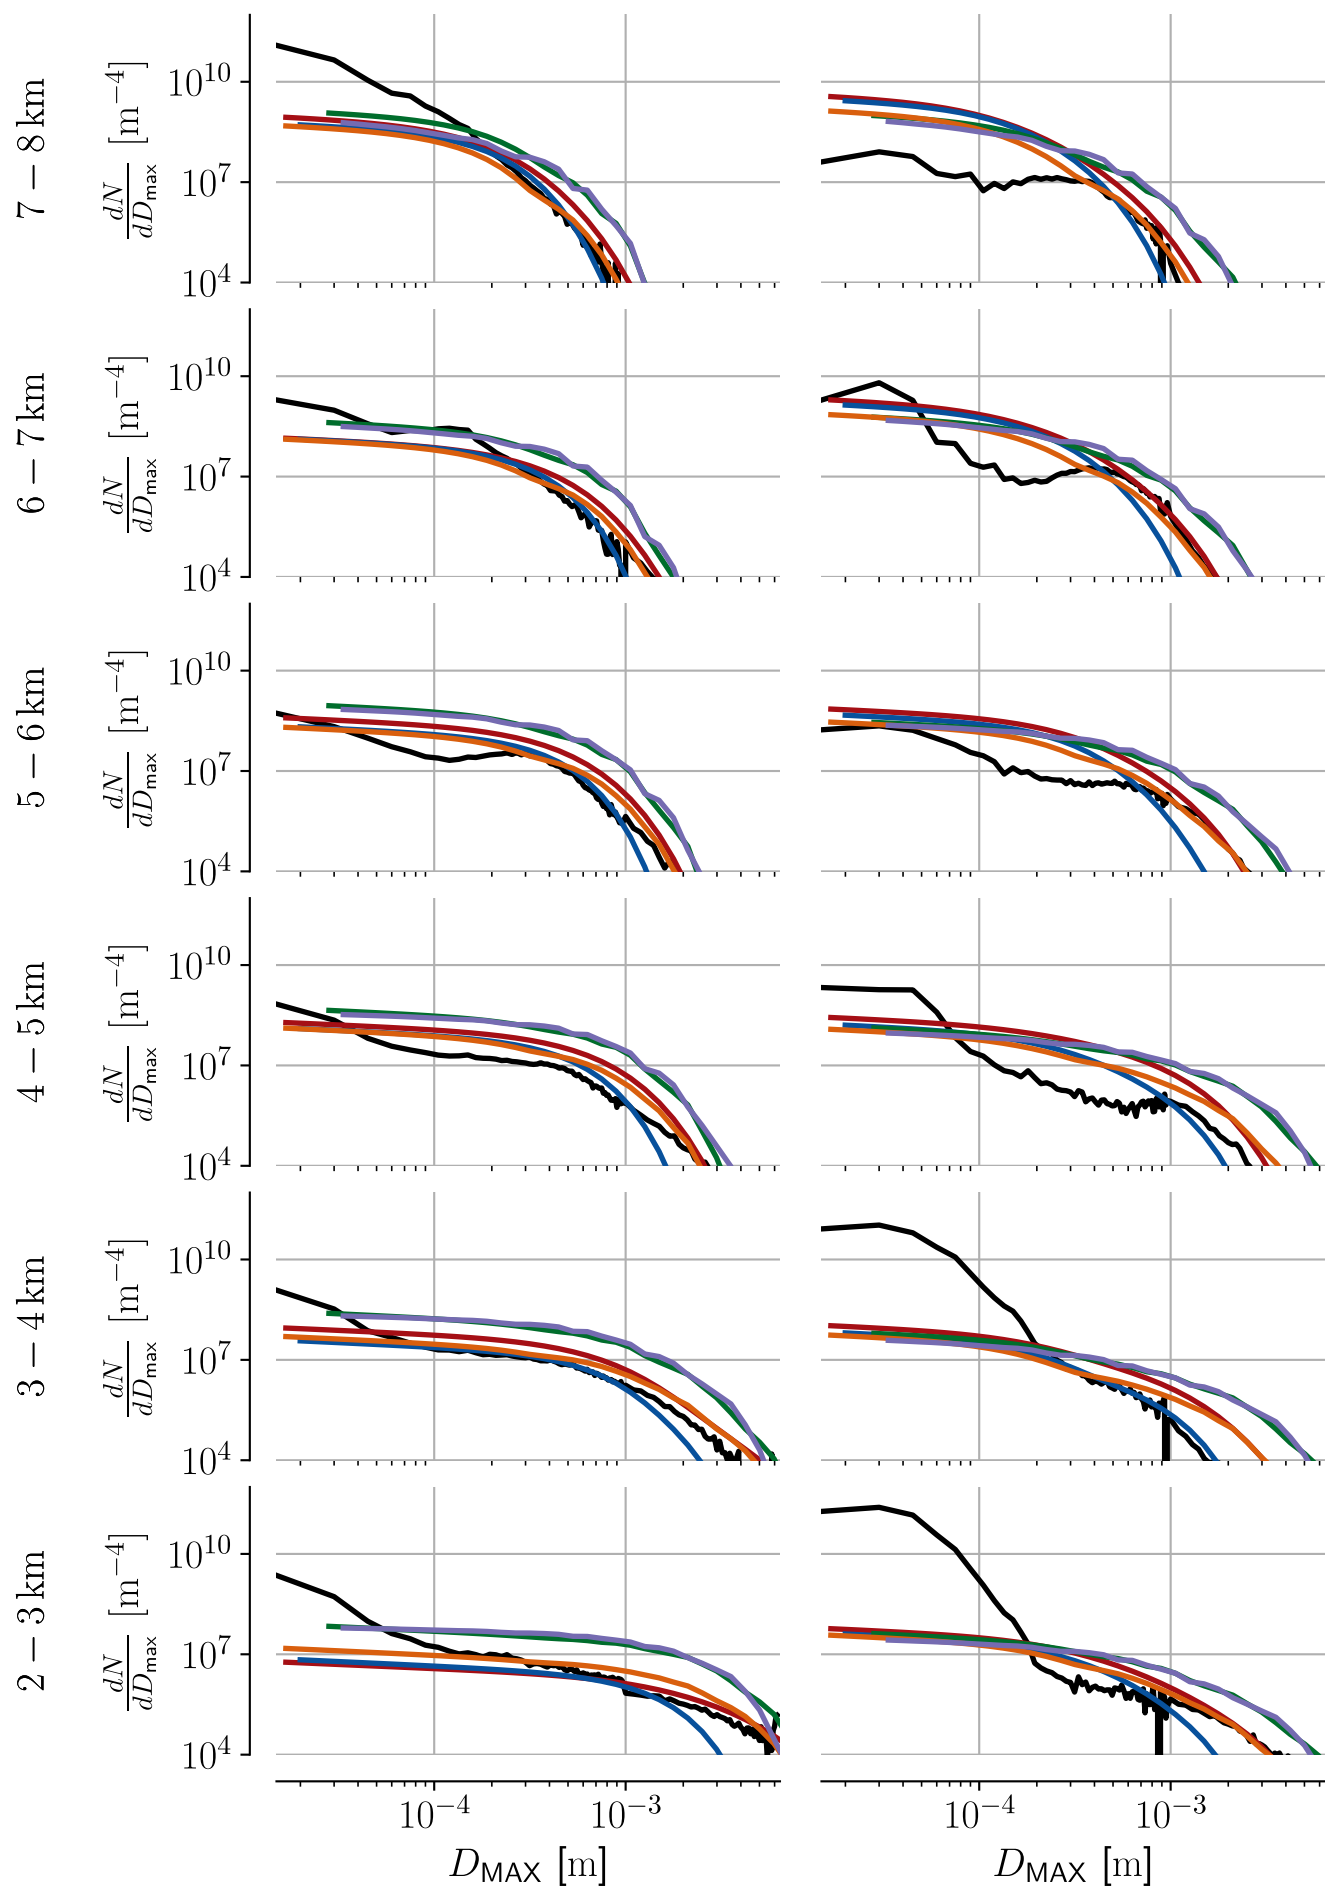 7 − 8 km
dN/dD_max [m^−4]
10^10
10^7
10^4
6 − 7 km
dN/dD_max [m^−4]
10^10
10^7
10^4
5 − 6 km
dN/dD_max [m^−4]
10^10
10^7
10^4
4 − 5 km
dN/dD_max [m^−4]
10^10
10^7
10^4
3 − 4 km
dN/dD_max [m^−4]
10^10
10^7
10^4
2 − 3 km
dN/dD_max [m^−4]
10^10
10^7
10^4
10^−4 10^−3 10^−4 10^−3
D_MAX [m] D_MAX [m]